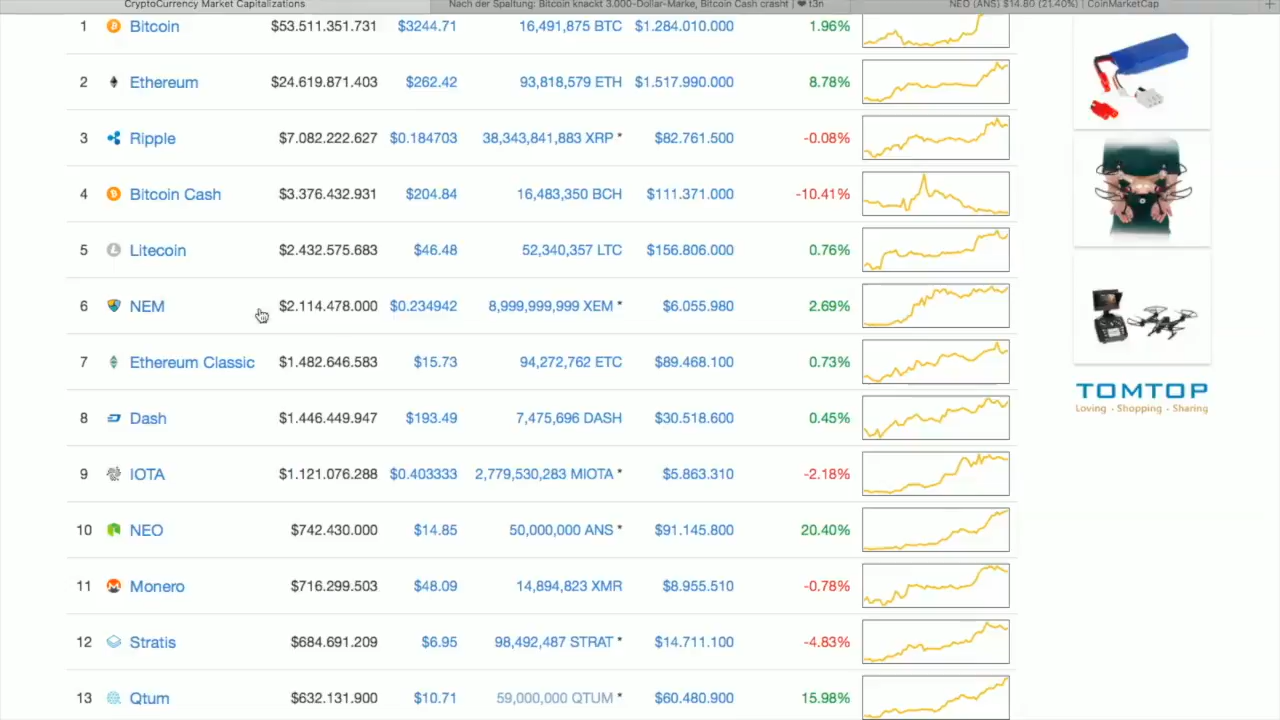 CryptoCurrency Market Capitalizations
Nach der Spaltung: Bitcoin knackt 3.000-Dollar-Marke, Bitcoin Cash crasht | ❤ t3n
NEO (ANS) $14.80 (21.40%) | CoinMarketCap
1 Bitcoin $53.511.351.731 $3244.71 16,491,875 BTC $1.284.010.000 1.96%
2 Ethereum $24.619.871.403 $262.42 93,818,579 ETH $1.517.990.000 8.78%
3 Ripple $7.082.222.627 $0.184703 38,343,841,883 XRP * $82.761.500 -0.08%
4 Bitcoin Cash $3.376.432.931 $204.84 16,483,350 BCH $111.371.000 -10.41%
5 Litecoin $2.432.575.683 $46.48 52,340,357 LTC $156.806.000 0.76%
6 NEM $2.114.478.000 $0.234942 8,999,999,999 XEM * $6.055.980 2.69%
7 Ethereum Classic $1.482.646.583 $15.73 94,272,762 ETC $89.468.100 0.73%
8 Dash $1.446.449.947 $193.49 7,475,696 DASH $30.518.600 0.45%
9 IOTA $1.121.076.288 $0.403333 2,779,530,283 MIOTA * $5.863.310 -2.18%
10 NEO $742.430.000 $14.85 50,000,000 ANS * $91.145.800 20.40%
11 Monero $716.299.503 $48.09 14,894,823 XMR $8.955.510 -0.78%
12 Stratis $684.691.209 $6.95 98,492,487 STRAT * $14.711.100 -4.83%
13 Qtum $632.131.900 $10.71 59,000,000 QTUM * $60.480.900 15.98%
TOMTOP
Loving · Shopping · Sharing